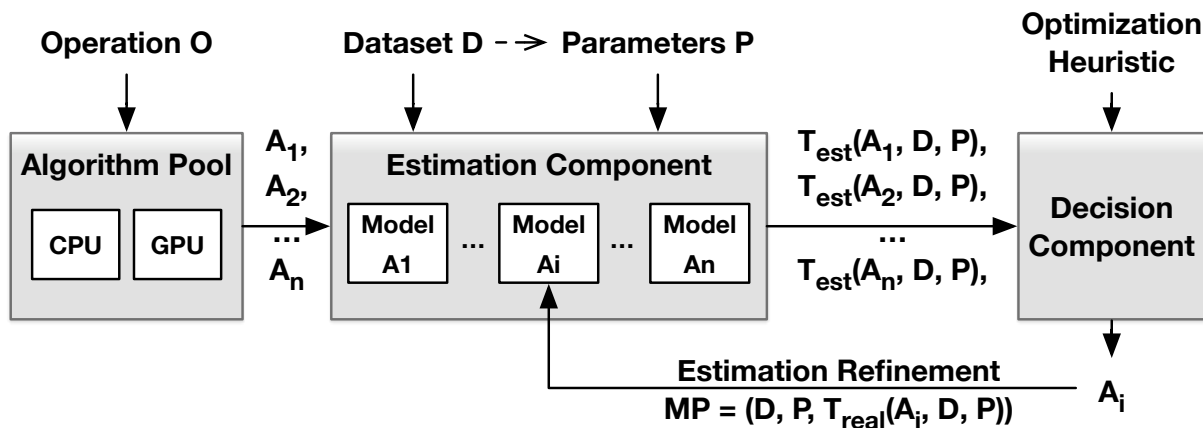 Operation O
Dataset D --> Parameters P
Optimization
Heuristic
Algorithm Pool
CPU
GPU
A1,
A2,
...
An
Estimation Component
Model
A1
...
Model
Ai
...
Model
An
Test(A1, D, P),
Test(A2, D, P),
...
Test(An, D, P),
Decision
Component
Estimation Refinement
MP = (D, P, Treal(Ai, D, P))
Ai